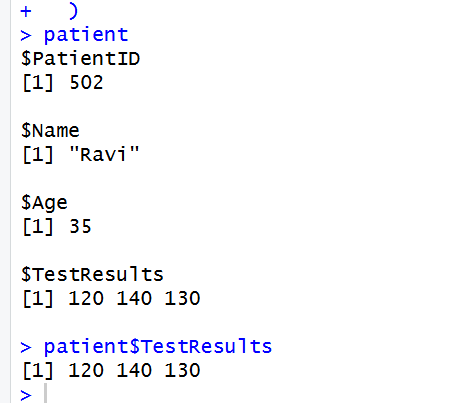 +   )
> patient
$PatientID
[1] 502
$Name
[1] "Ravi"
$Age
[1] 35
$TestResults
[1] 120 140 130
> patient$TestResults
[1] 120 140 130
>